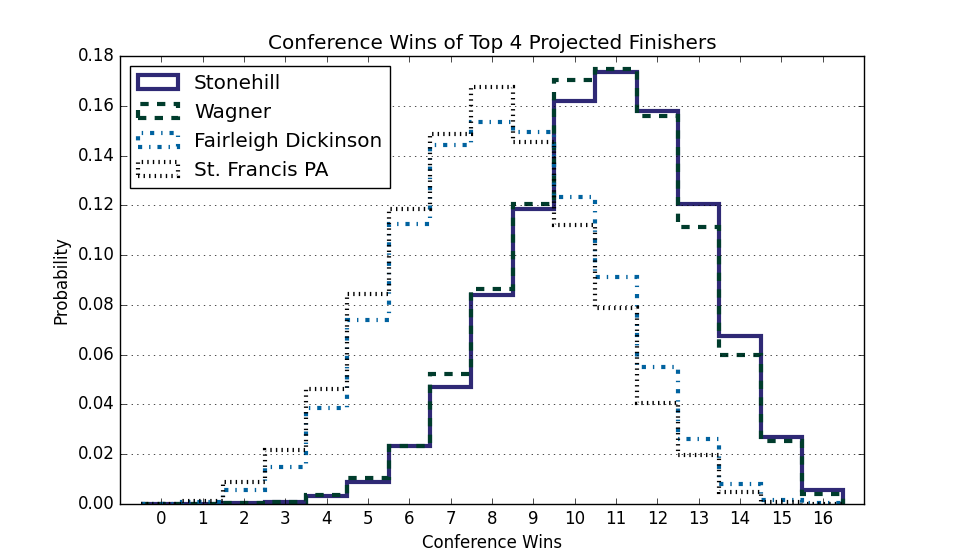 Conference Wins of Top 4 Projected Finishers
Stonehill
Wagner
Fairleigh Dickinson
St. Francis PA
0.18
0.16
0.14
0.12
0.10
0.08
0.06
0.04
0.02
0.00
Probability
0 1 2 3 4 5 6 7 8 9 10 11 12 13 14 15 16
Conference Wins